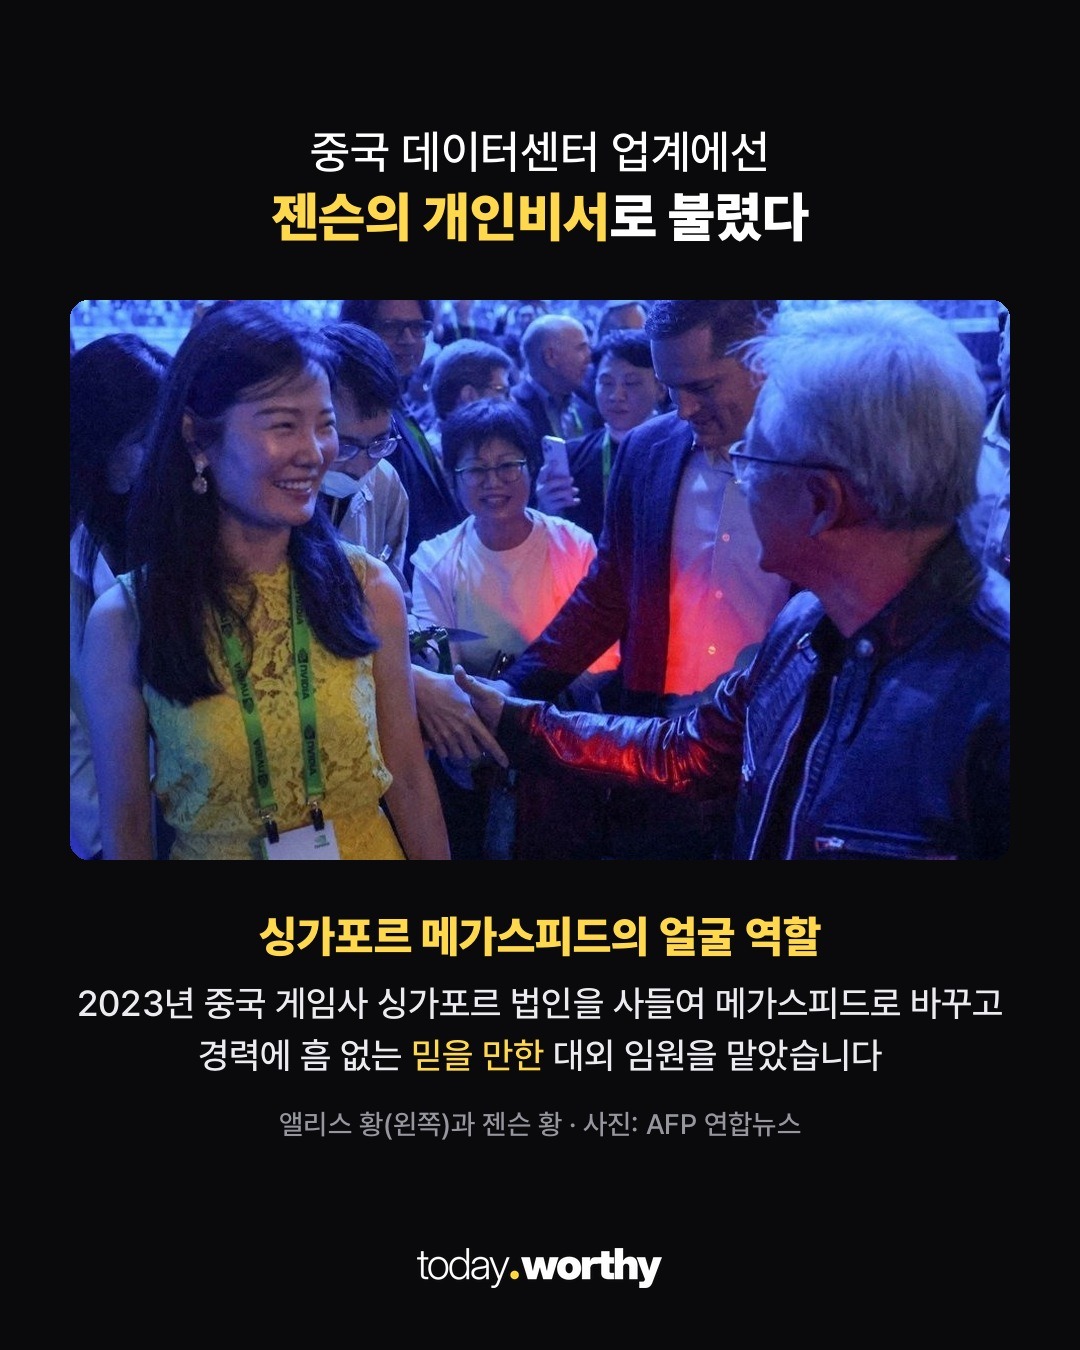 중국 데이터센터 업계에선
젠슨의 개인비서로 불렸다
NVIDIA
NVIDIA
NVIDIA
NVIDIA
싱가포르 메가스피드의 얼굴 역할
2023년 중국 게임사 싱가포르 법인을 사들여 메가스피드로 바꾸고
경력에 흠 없는 믿을 만한 대외 임원을 맡았습니다
앨리스 황(왼쪽)과 젠슨 황 · 사진: AFP 연합뉴스
today.worthy